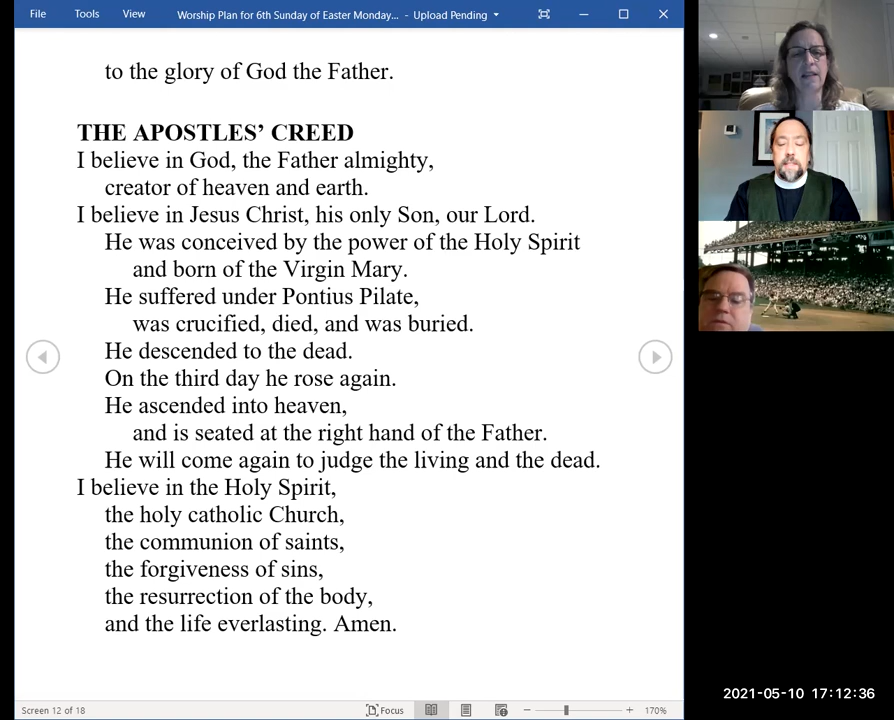 File Tools View Worship Plan for 6th Sunday of Easter Monday... - Upload Pending
to the glory of God the Father.
THE APOSTLES’ CREED
I believe in God, the Father almighty,
creator of heaven and earth.
I believe in Jesus Christ, his only Son, our Lord.
He was conceived by the power of the Holy Spirit
and born of the Virgin Mary.
He suffered under Pontius Pilate,
was crucified, died, and was buried.
He descended to the dead.
On the third day he rose again.
He ascended into heaven,
and is seated at the right hand of the Father.
He will come again to judge the living and the dead.
I believe in the Holy Spirit,
the holy catholic Church,
the communion of saints,
the forgiveness of sins,
the resurrection of the body,
and the life everlasting. Amen.
2021-05-10 17:12:36
Screen 12 of 18 Focus 170%